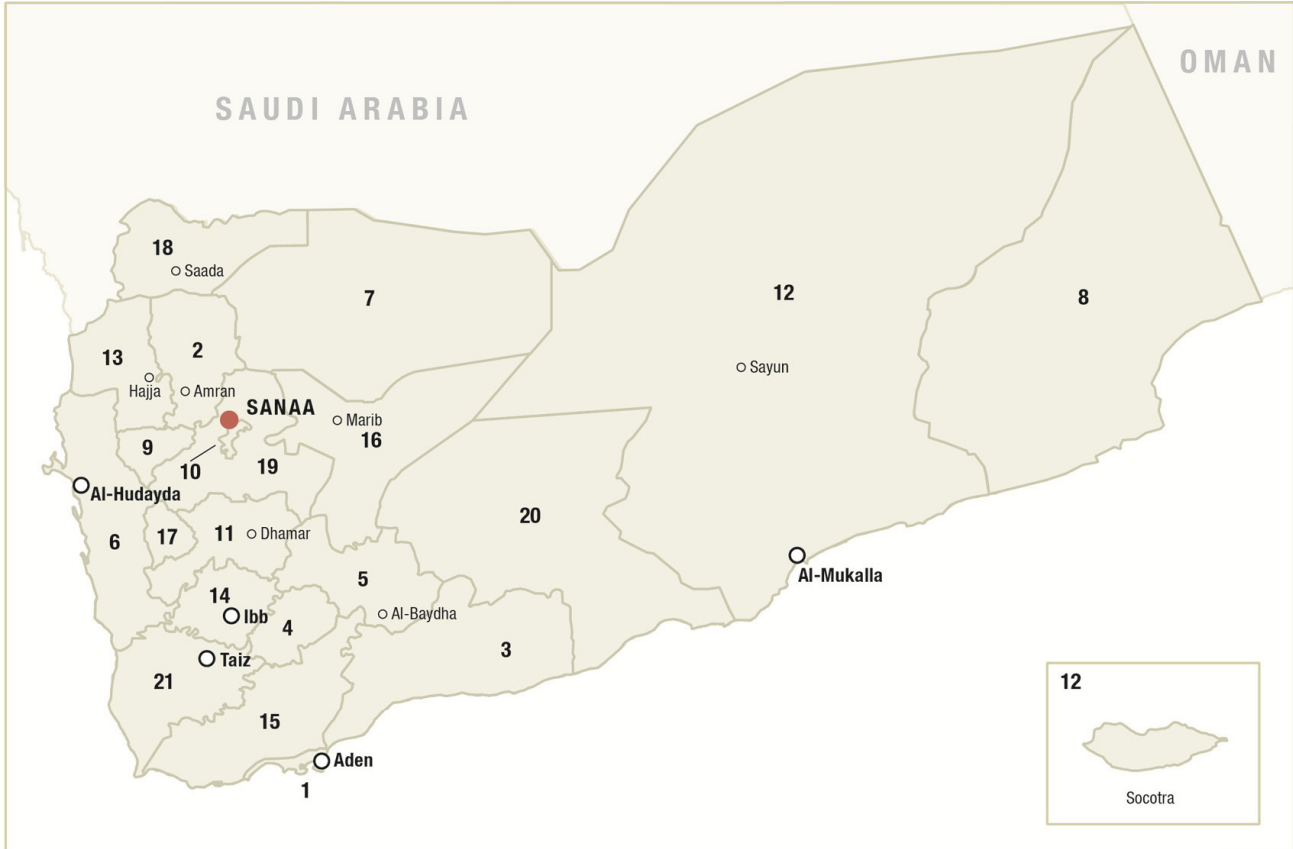 OMAN
SAUDI ARABIA
18
Saada
7
12
8
13
2
Sayun
Hajja
Amran
SANAA
Marib
16
9
10
19
Al-Hudayda
20
6
17
11
Dhamar
Al-Mukalla
5
14
Ibb
Al-Baydha
4
3
Taiz
21
12
15
Aden
1
Socotra